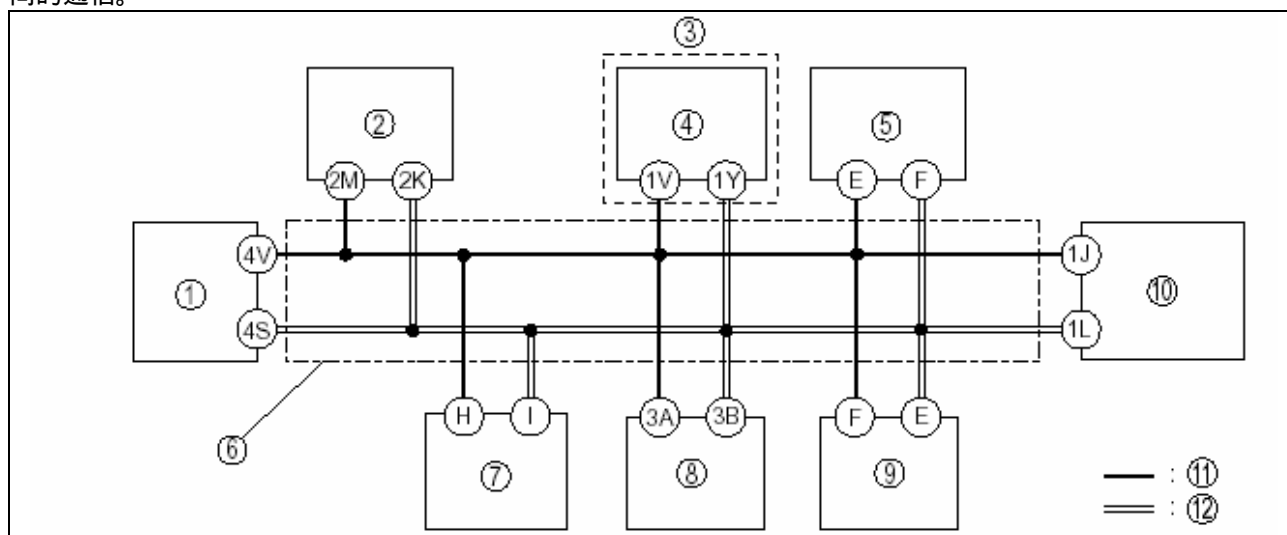 ③
② ④ ⑤
2M 2K 1V 1Y E F
4V 1J
① ⑩
4S 1L
H I 3A 3B F E
⑥ ⑦ ⑧ ⑨
: ⑪
: ⑫